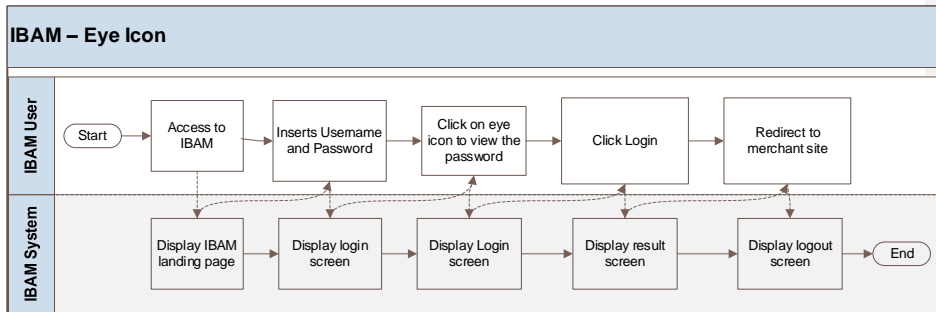 IBAM – Eye Icon
IBAM User
Start
Access to
IBAM
Inserts Username
and Password
Click on eye
icon to view the
password
Click Login
Redirect to
merchant site
IBAM System
Display IBAM
landing page
Display login
screen
Display Login
screen
Display result
screen
Display logout
screen
End